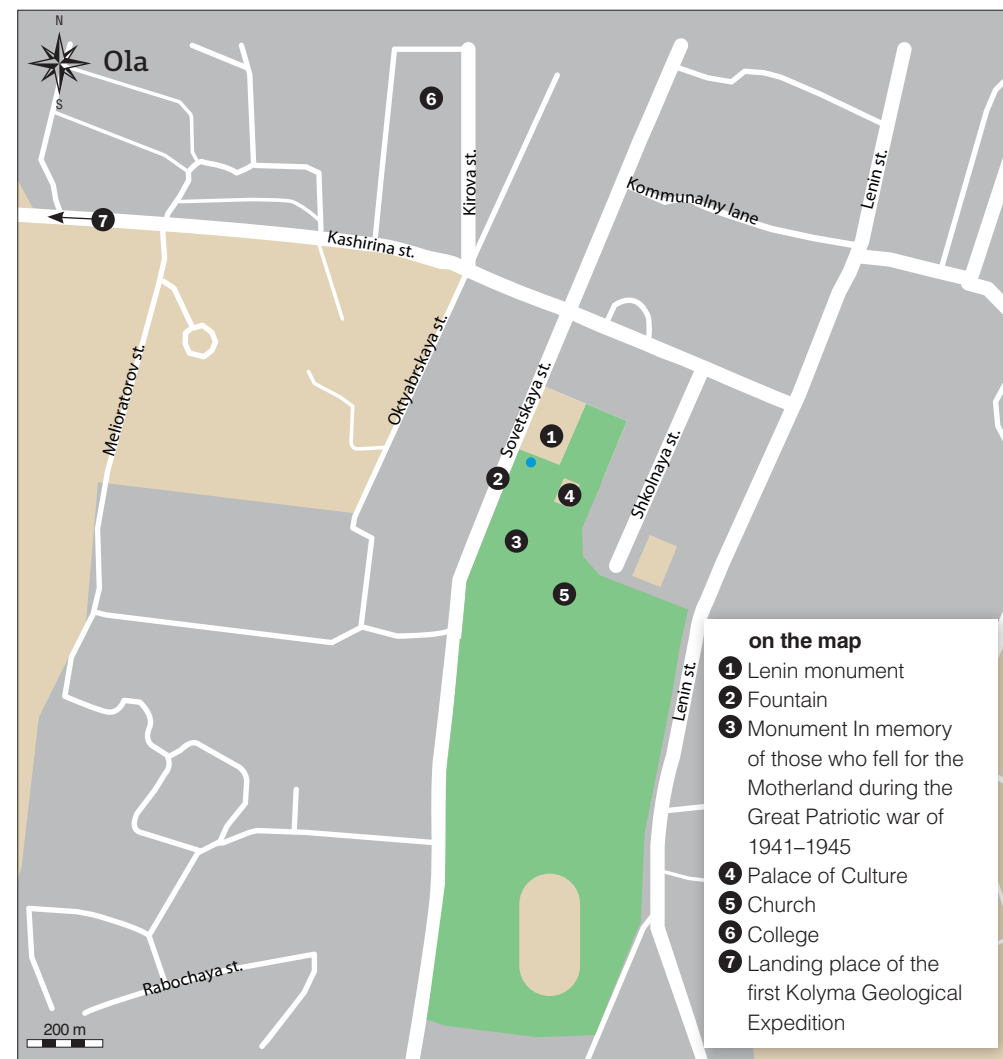 N
Ola
S
6
Kirova st.
Kommunalny lane
Lenin st.
7
Kashirina st.
Melioratorov st.
Oktyabrskaya st.
Sovetskaya st.
1
2
4
Shkolnaya st.
3
5
Lenin st.
on the map
1 Lenin monument
2 Fountain
3 Monument In memory
of those who fell for the
Motherland during the
Great Patriotic war of
1941–1945
4 Palace of Culture
5 Church
6 College
7 Landing place of the
first Kolyma Geological
Expedition
Rabochaya st.
200 m